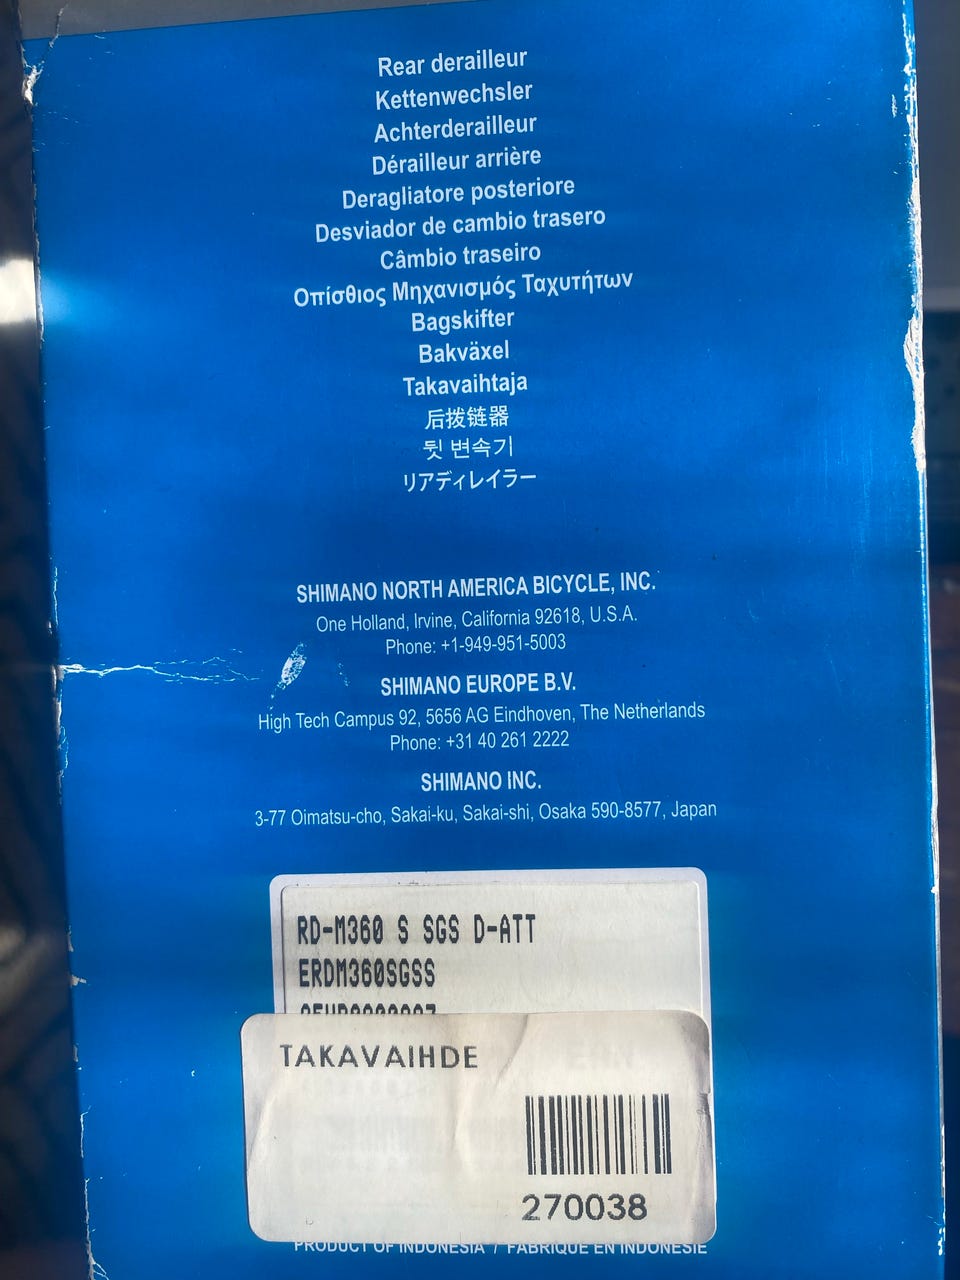 Rear derailleur
Kettenwechsler
Achterderailleur
Dérailleur arrière
Deragliatore posteriore
Desviador de cambio trasero
Câmbio traseiro
Οπίσθιος Μηχανισμός Ταχυτήτων
Bagskifter
Bakväxel
Takavaihtaja
后拨链器
뒷 변속기
リアディレイラー
SHIMANO NORTH AMERICA BICYCLE, INC.
One Holland, Irvine, California 92618, U.S.A.
Phone: +1-949-951-5003
SHIMANO EUROPE B.V.
High Tech Campus 92, 5656 AG Eindhoven, The Netherlands
Phone: +31 40 261 2222
SHIMANO INC.
3-77 Oimatsu-cho, Sakai-ku, Sakai-shi, Osaka 590-8577, Japan
RD-M360 S SGS D-ATT
ERDM360SGSS
TAKAVAIHDE
270038
PRODUCT OF INDONESIA / FABRIQUÉ EN INDONÉSIE